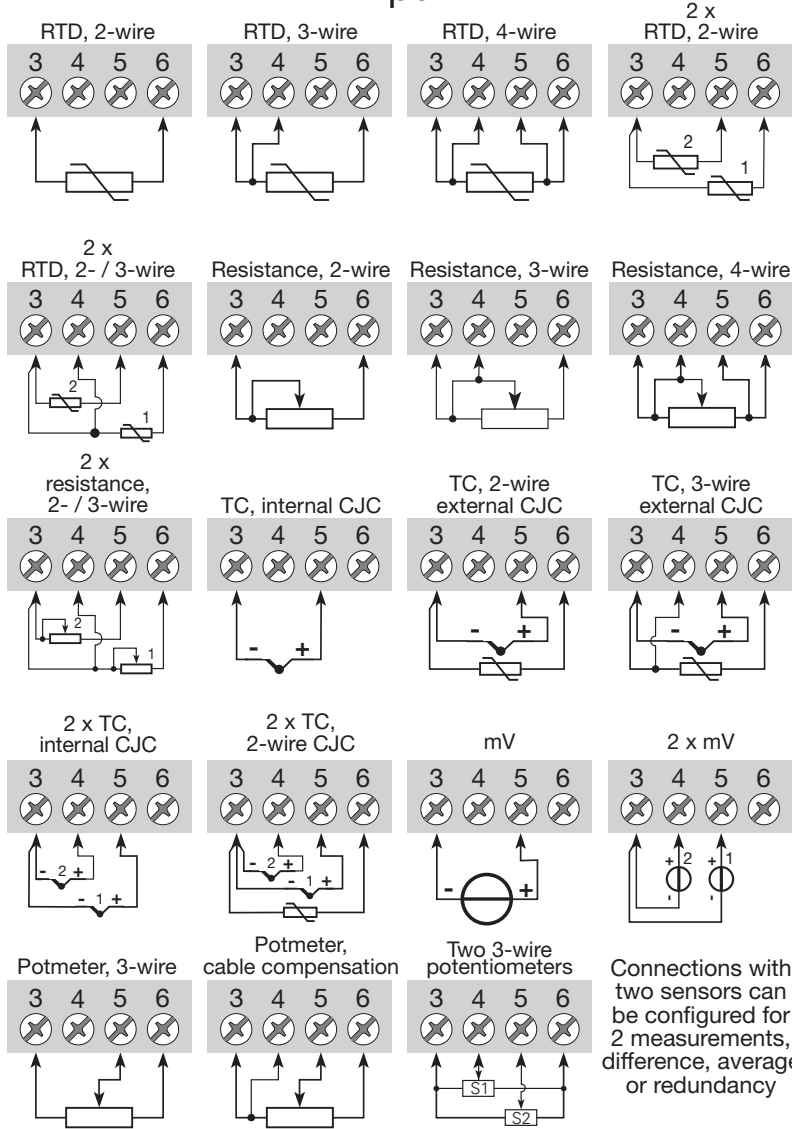 RTD, 2-wire
3 4 5 6
RTD, 3-wire
3 4 5 6
RTD, 4-wire
3 4 5 6
2 x
RTD, 2-wire
3 4 5 6
2
1
2 x
RTD, 2- / 3-wire
3 4 5 6
2
1
Resistance, 2-wire
3 4 5 6
Resistance, 3-wire
3 4 5 6
Resistance, 4-wire
3 4 5 6
2 x
resistance,
2- / 3-wire
3 4 5 6
2
1
TC, internal CJC
3 4 5 6
- +
TC, 2-wire
external CJC
3 4 5 6
- +
TC, 3-wire
external CJC
3 4 5 6
- +
2 x TC,
internal CJC
3 4 5 6
- 2 +
- 1 +
2 x TC,
2-wire CJC
3 4 5 6
- 2 +
- 1 +
mV
3 4 5 6
- +
2 x mV
3 4 5 6
+ 2 + 1
- -
Potmeter, 3-wire
3 4 5 6
Potmeter,
cable compensation
3 4 5 6
Two 3-wire
potentiometers
3 4 5 6
S1
S2
Connections with
two sensors can
be configured for
2 measurements,
difference, average
or redundancy